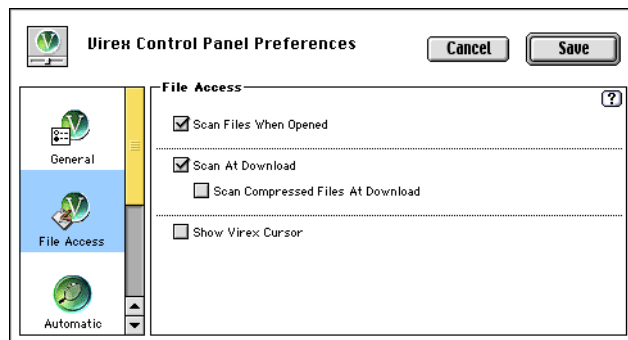 Virex Control Panel Preferences
Cancel
Save
General
File Access
Automatic
File Access
?
Scan Files When Opened
Scan At Download
Scan Compressed Files At Download
Show Virex Cursor